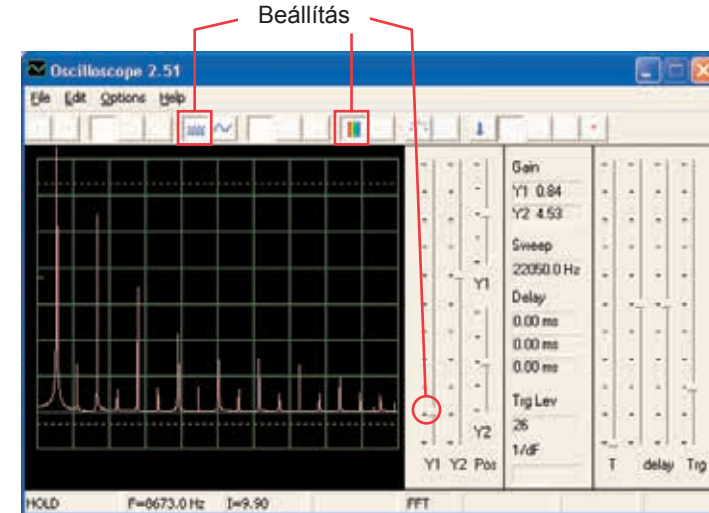 Beállítás
Oscilloscope 2.51
File Edit Options Help
Gain
Y1 0.84
Y2 4.53
Sweep
22050.0 Hz
Y1
Delay
0.00 ms
0.00 ms
0.00 ms
Trg Lev
26
Y2
1/dF
Y1 Y2 Pos
T delay Trg
HOLD F=8673.0 Hz I=9.90 FFT